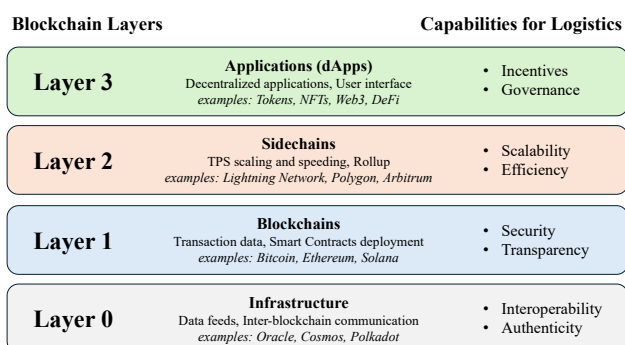 Blockchain Layers
Capabilities for Logistics
Layer 3
Applications (dApps)
Decentralized applications, User interface
examples: Tokens, NFTs, Web3, DeFi
• Incentives
• Governance
Layer 2
Sidechains
TPS scaling and speeding, Rollup
examples: Lightning Network, Polygon, Arbitrum
• Scalability
• Efficiency
Layer 1
Blockchains
Transaction data, Smart Contracts deployment
examples: Bitcoin, Ethereum, Solana
• Security
• Transparency
Layer 0
Infrastructure
Data feeds, Inter-blockchain communication
examples: Oracle, Cosmos, Polkadot
• Interoperability
• Authenticity